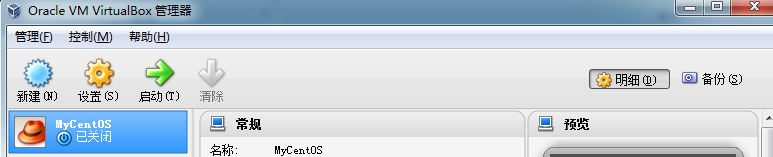 Oracle VM VirtualBox 管理器
管理(F) 控制(M) 帮助(H)
新建(N) 设置(S) 启动(T) 清除 明细(D) 备份(S)
MyCentOS
已关闭
常规
名称: MyCentOS
预览